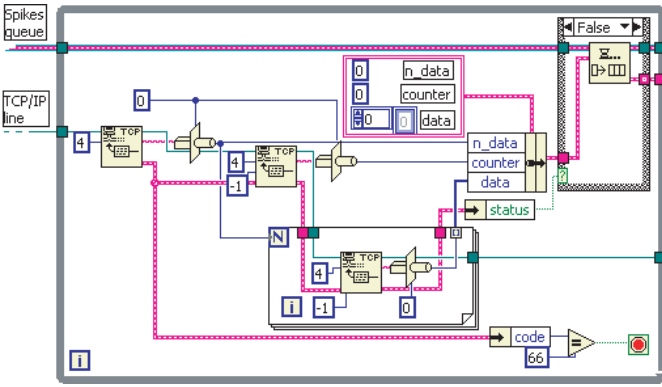 Spikes
queue
False
0 n_data
0 counter
0 0 data
TCP/IP
line
0
4 TCP
n_data
counter
data
4 TCP
-1
?
status
N
TCP
4
i -1 0
code
66 =
i